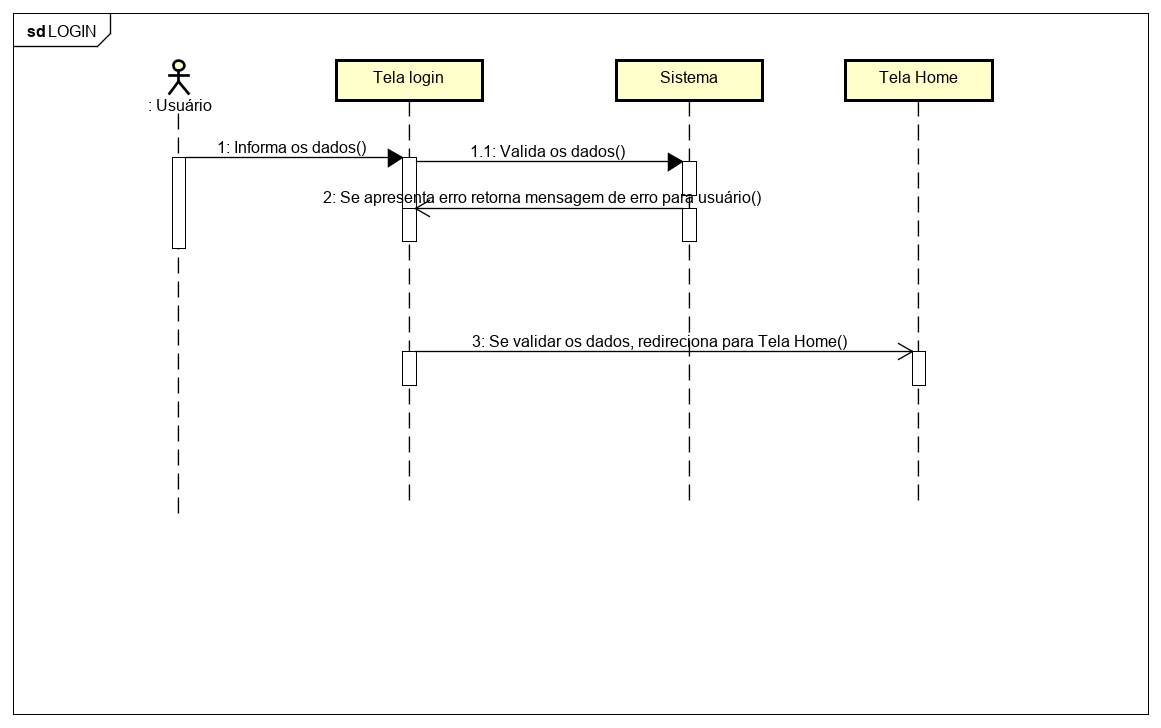 sd LOGIN
: Usuário
Tela login
Sistema
Tela Home
1: Informa os dados()
1.1: Valida os dados()
2: Se apresenta erro retorna mensagem de erro para usuário()
3: Se validar os dados, redireciona para Tela Home()